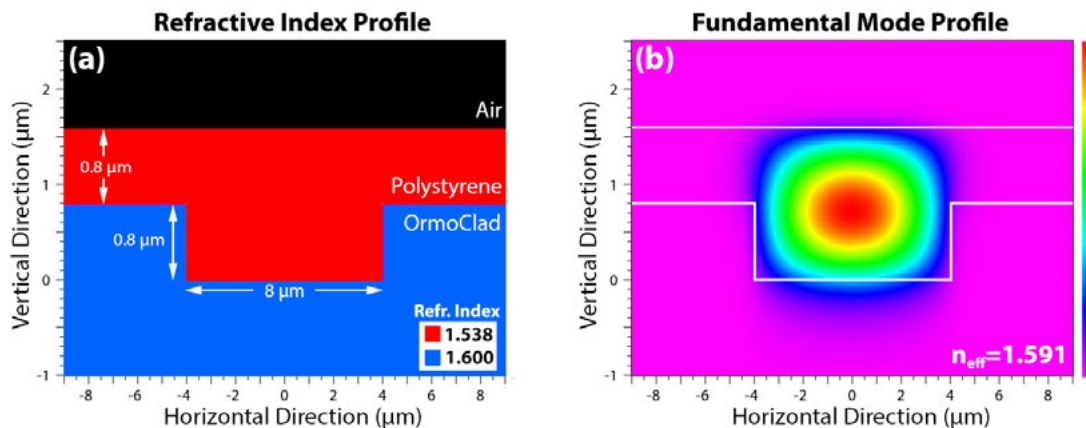 Refractive Index Profile
(a)
Air
0.8 µm
Polystyrene
OrmoClad
0.8 µm
8 µm
Refr. Index
1.538
1.600
Vertical Direction (µm)
2
1
0
-1
-8 -6 -4 -2 0 2 4 6 8
Horizontal Direction (µm)
Fundamental Mode Profile
(b)
n_eff=1.591
Vertical Direction (µm)
2
1
0
-1
-8 -6 -4 -2 0 2 4 6 8
Horizontal Direction (µm)